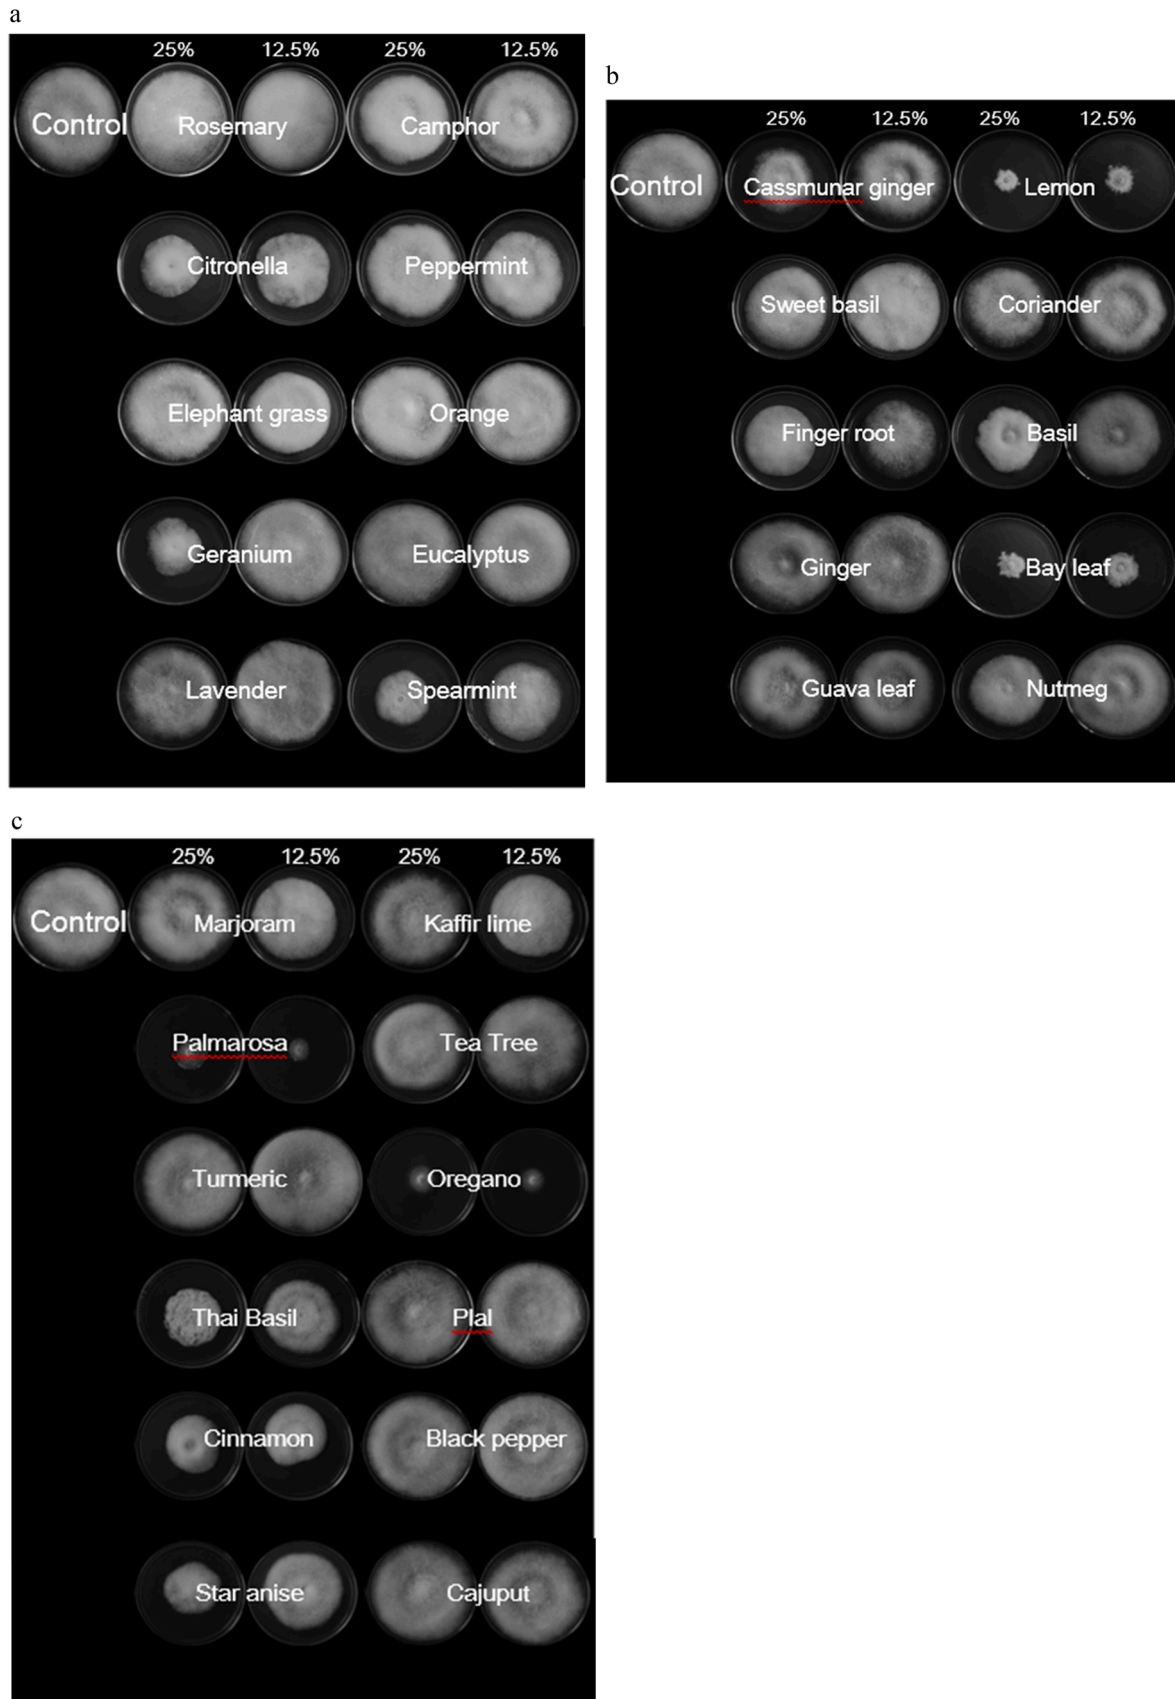 a
25% 12.5% 25% 12.5%
Control Rosemary Camphor
Citronella Peppermint
Elephant grass Orange
Geranium Eucalyptus
Lavender Spearmint
b
25% 12.5% 25% 12.5%
Control Cassmunar ginger Lemon
Sweet basil Coriander
Finger root Basil
Ginger Bay leaf
Guava leaf Nutmeg
c
25% 12.5% 25% 12.5%
Control Marjoram Kaffir lime
Palmarosa Tea Tree
Turmeric Oregano
Thai Basil Plal
Cinnamon Black pepper
Star anise Cajuput